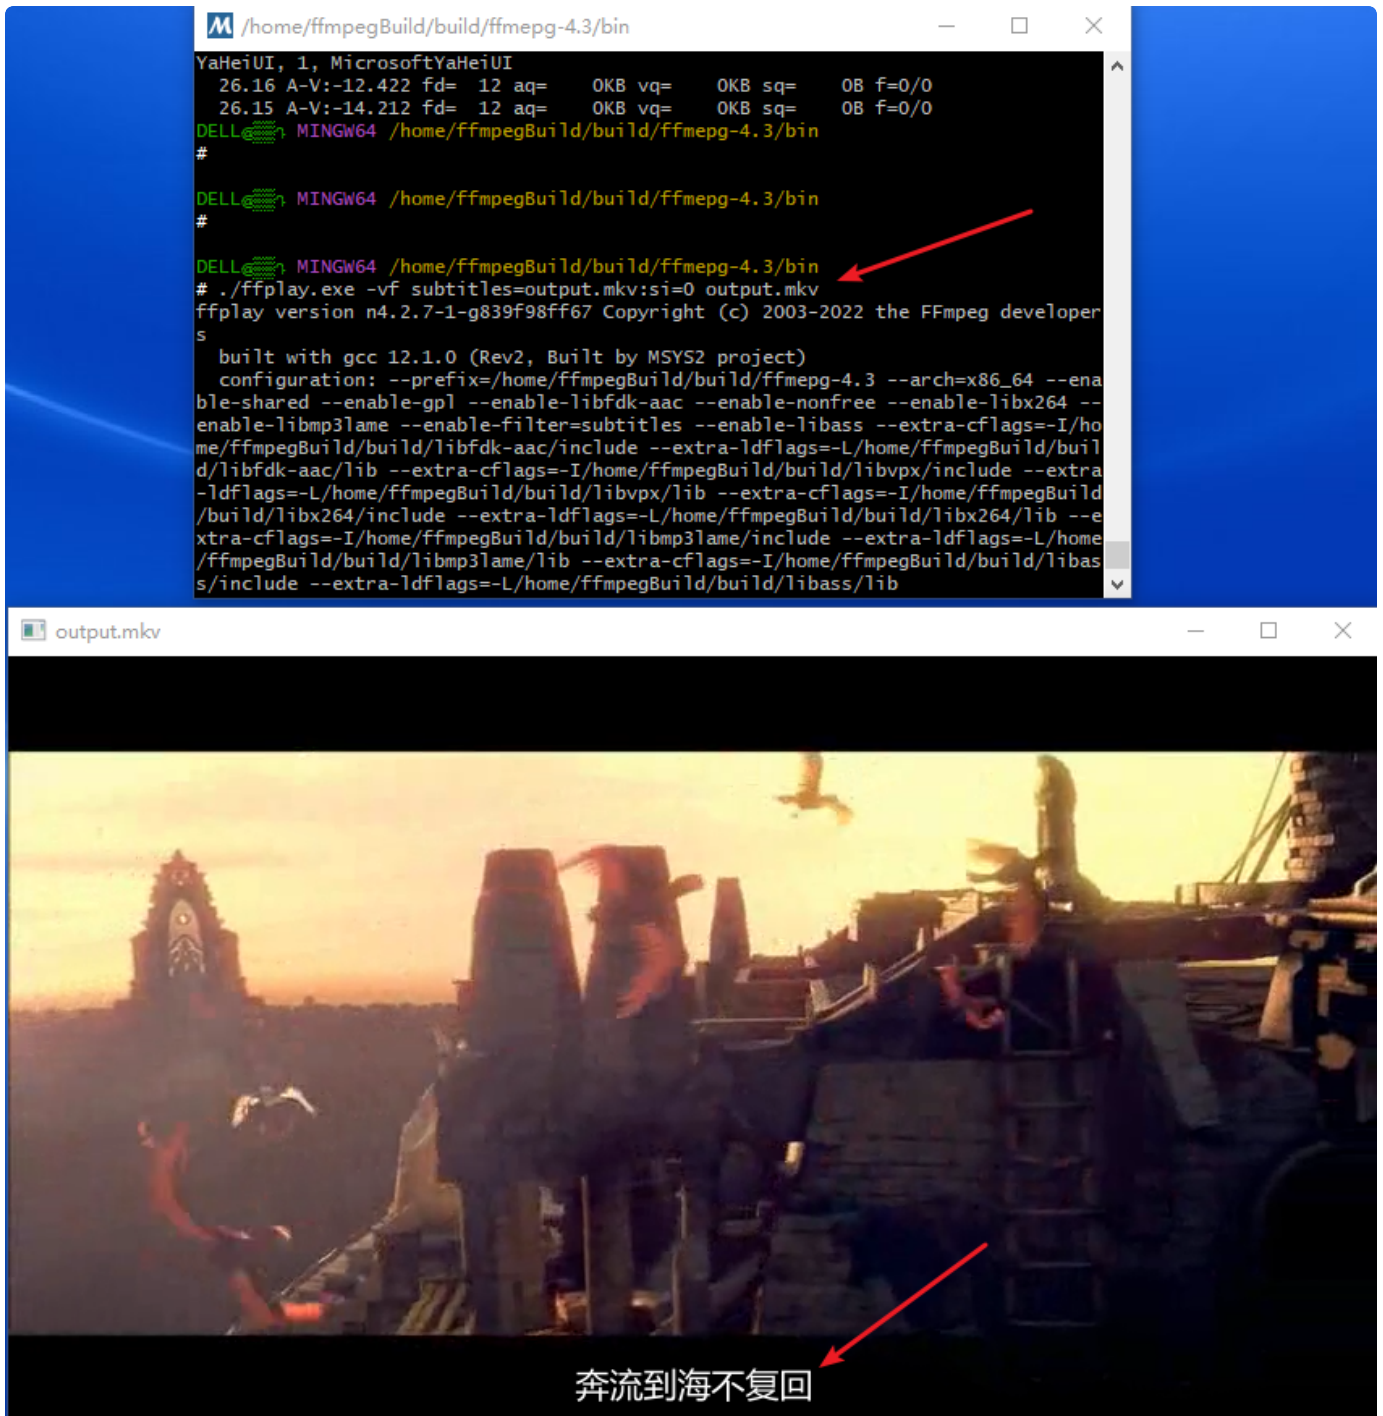 /home/ffmpegBuild/build/ffmepg-4.3/bin
YaHeiUI, 1, MicrosoftYaHeiUI
26.16 A-V:-12.422 fd= 12 aq= 0KB vq= 0KB sq= 0B f=0/0
26.15 A-V:-14.212 fd= 12 aq= 0KB vq= 0KB sq= 0B f=0/0
DELL@ MINGW64 /home/ffmpegBuild/build/ffmepg-4.3/bin
#
DELL@ MINGW64 /home/ffmpegBuild/build/ffmepg-4.3/bin
#
DELL@ MINGW64 /home/ffmpegBuild/build/ffmepg-4.3/bin
# ./ffplay.exe -vf subtitles=output.mkv:si=0 output.mkv
ffplay version n4.2.7-1-g839f98ff67 Copyright (c) 2003-2022 the FFmpeg developer
s
built with gcc 12.1.0 (Rev2, Built by MSYS2 project)
configuration: --prefix=/home/ffmpegBuild/build/ffmepg-4.3 --arch=x86_64 --ena
ble-shared --enable-gpl --enable-libfdk-aac --enable-nonfree --enable-libx264 --
enable-libmp3lame --enable-filter=subtitles --enable-libass --extra-cflags=-I/ho
me/ffmpegBuild/build/libfdk-aac/include --extra-ldflags=-L/home/ffmpegBuild/buil
d/libfdk-aac/lib --extra-cflags=-I/home/ffmpegBuild/build/libvpx/include --extra
-ldflags=-L/home/ffmpegBuild/build/libvpx/lib --extra-cflags=-I/home/ffmpegBuild
/build/libx264/include --extra-ldflags=-L/home/ffmpegBuild/build/libx264/lib --e
xtra-cflags=-I/home/ffmpegBuild/build/libmp3lame/include --extra-ldflags=-L/home
/ffmpegBuild/build/libmp3lame/lib --extra-cflags=-I/home/ffmpegBuild/build/libas
s/include --extra-ldflags=-L/home/ffmpegBuild/build/libass/lib
output.mkv
奔流到海不复回